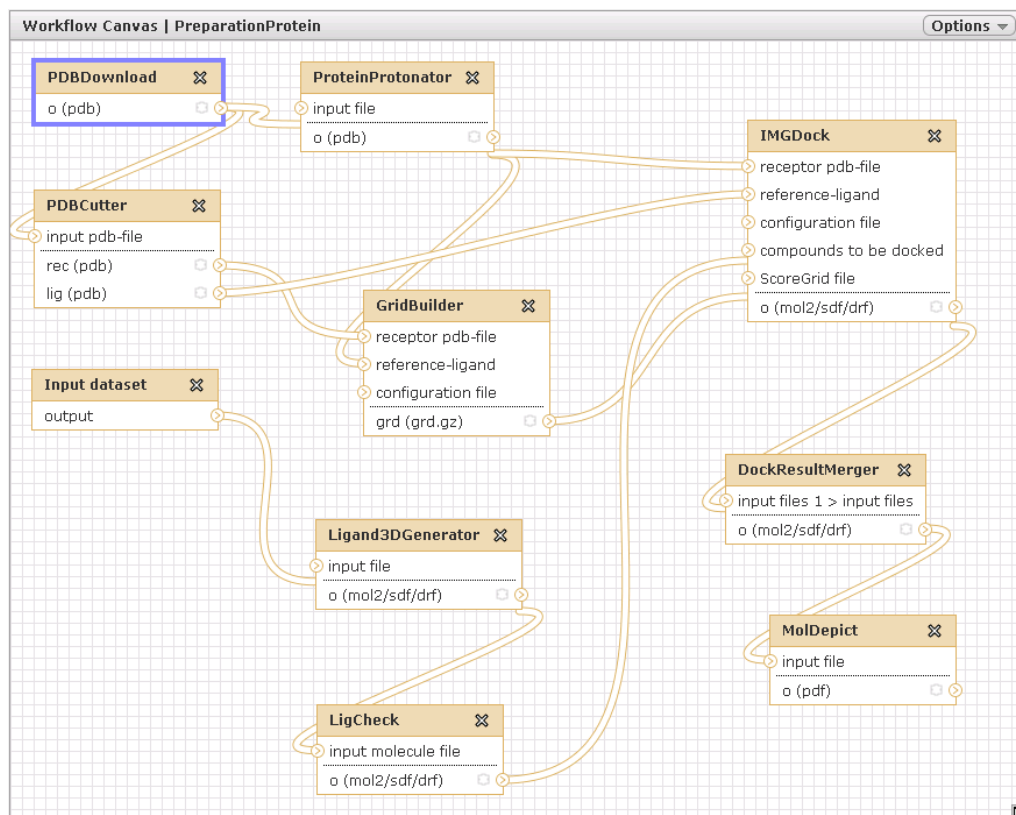 Workflow Canvas | PreparationProtein
Options
PDBDownload
o (pdb)
ProteinProtonator
input file
o (pdb)
IMGDock
receptor pdb-file
reference-ligand
configuration file
compounds to be docked
ScoreGrid file
o (mol2/sdf/drf)
PDBCutter
input pdb-file
rec (pdb)
lig (pdb)
GridBuilder
receptor pdb-file
reference-ligand
configuration file
grd (grd.gz)
Input dataset
output
DockResultMerger
input files 1 > input files
o (mol2/sdf/drf)
Ligand3DGenerator
input file
o (mol2/sdf/drf)
MolDepict
input file
o (pdf)
LigCheck
input molecule file
o (mol2/sdf/drf)